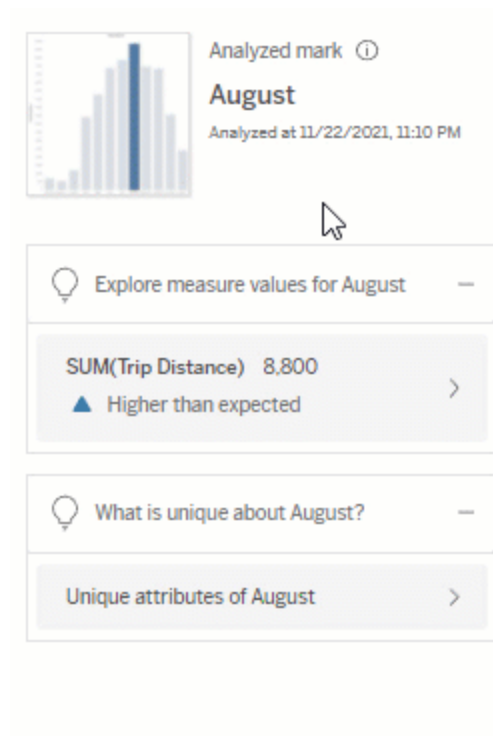 Analyzed mark
August
Analyzed at 11/22/2021, 11:10 PM
Explore measure values for August
SUM(Trip Distance) 8,800
Higher than expected
What is unique about August?
Unique attributes of August